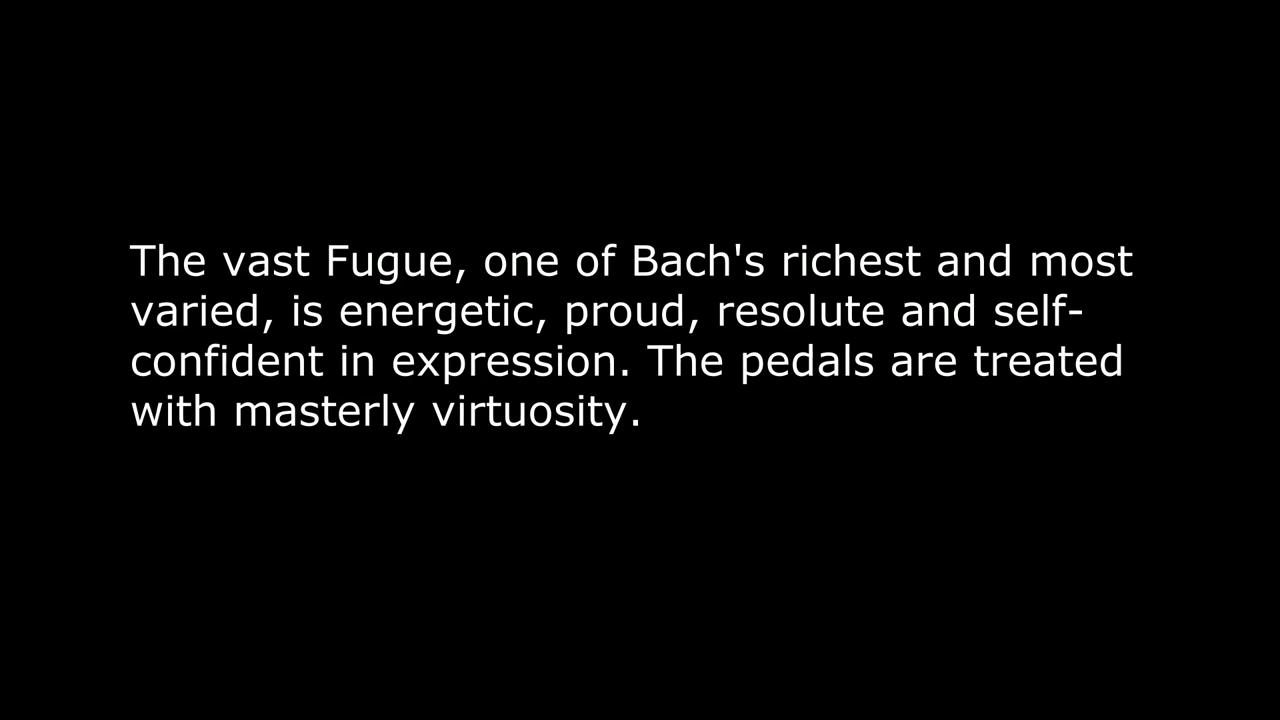 The vast Fugue, one of Bach's richest and most
varied, is energetic, proud, resolute and self-
confident in expression. The pedals are treated
with masterly virtuosity.